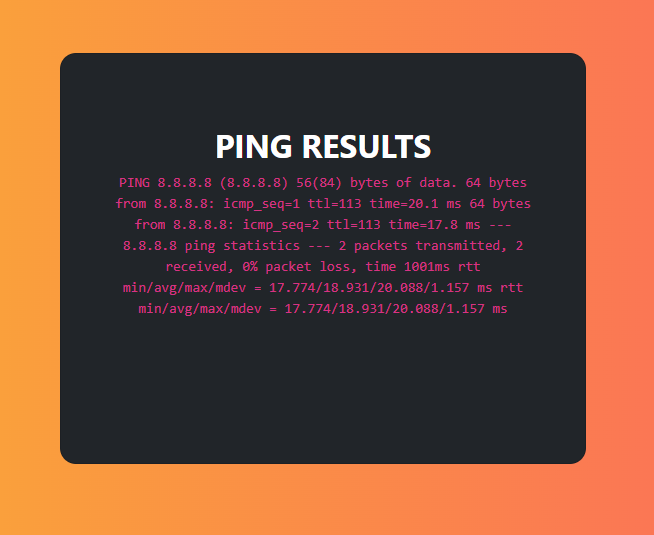 PING RESULTS
PING 8.8.8.8 (8.8.8.8) 56(84) bytes of data. 64 bytes
from 8.8.8.8: icmp_seq=1 ttl=113 time=20.1 ms 64 bytes
from 8.8.8.8: icmp_seq=2 ttl=113 time=17.8 ms ---
8.8.8.8 ping statistics --- 2 packets transmitted, 2
received, 0% packet loss, time 1001ms rtt
min/avg/max/mdev = 17.774/18.931/20.088/1.157 ms rtt
min/avg/max/mdev = 17.774/18.931/20.088/1.157 ms